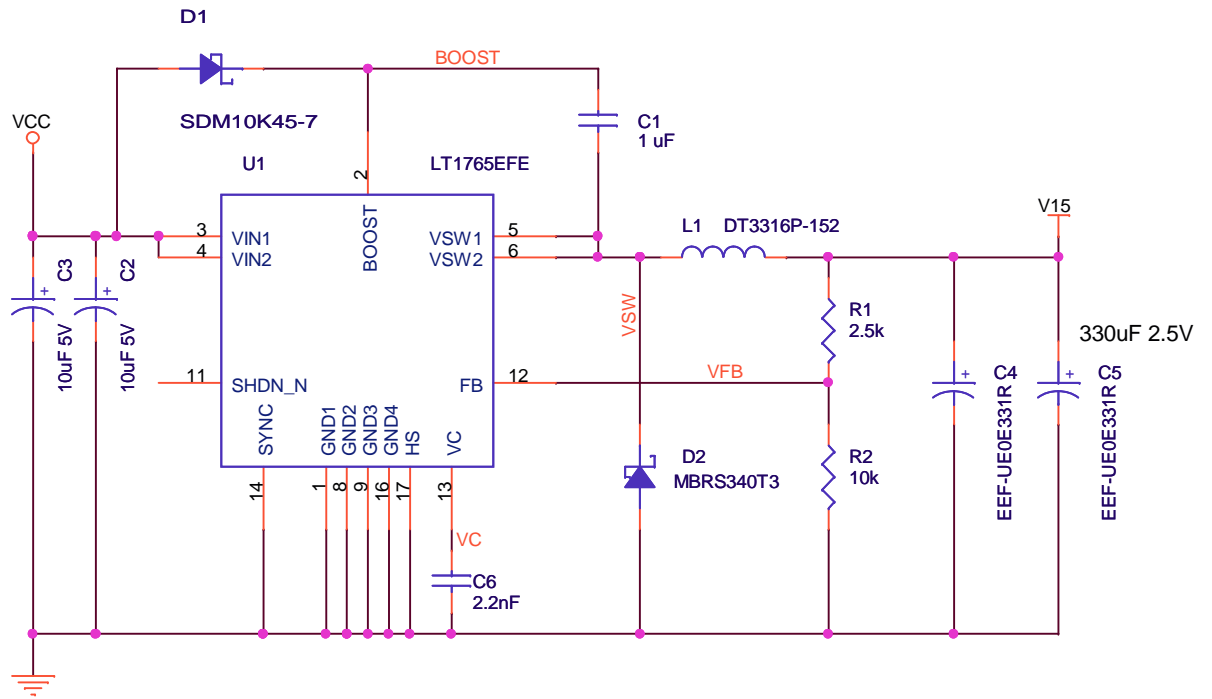 D1
BOOST
SDM10K45-7
VCC
C1
1 uF
U1
LT1765EFE
2
BOOST
3
VIN1
4
VIN2
VSW1
5
VSW2
6
L1
DT3316P-152
V15
C3
10uF 5V
C2
10uF 5V
VSW
R1
2.5k
330uF 2.5V
11
SHDN_N
FB
12
VFB
C4
EEF-UE0E331R
C5
EEF-UE0E331R
SYNC
GND1
GND2
GND3
GND4
HS
VC
14
1
8
9
16
17
13
D2
MBRS340T3
R2
10k
VC
C6
2.2nF